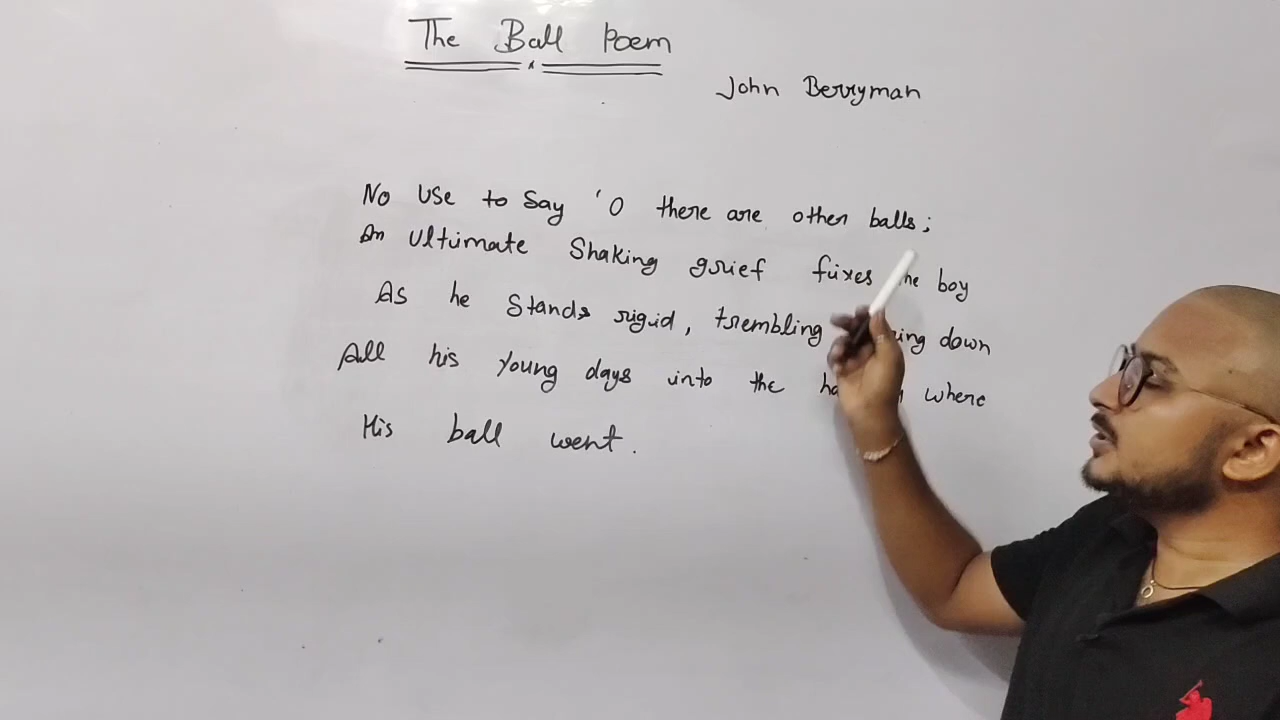 The Ball Poem
John Berryman
No use to say 'O there are other balls;
An ultimate Shaking grief fixes boy
As he Stands rigid, trembling down
All his young days into the where
His ball went.